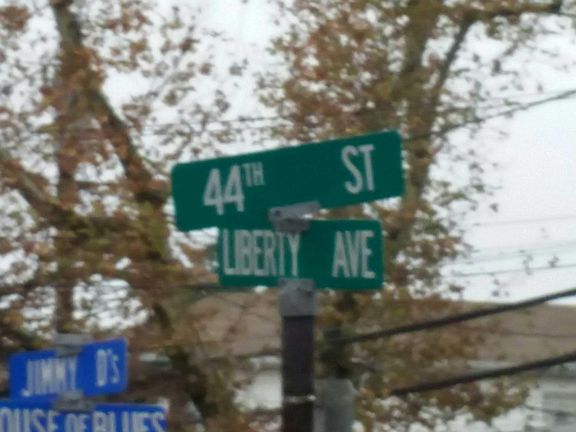 44TH ST
LIBERTY AVE
JIMMY D's
OUSE OF BLUES